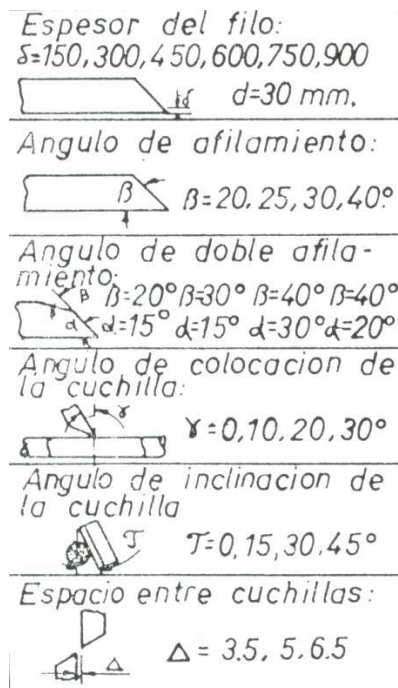 Espesor del filo:
δ=150,300,450,600,750,900
δ d=30 mm.
Angulo de afilamiento:
β β=20, 25, 30, 40º
Angulo de doble afila-
miento:
β β=20° β=30° β=40° β=40°
γ α α=15° α=15° α=30° α=20°
Angulo de colocacion de
la cuchilla:
γ γ=0,10,20,30°
Angulo de inclinacion de
la cuchilla
τ τ=0,15,30.45°
Espacio entre cuchillas:
Δ Δ = 3.5, 5.6.5